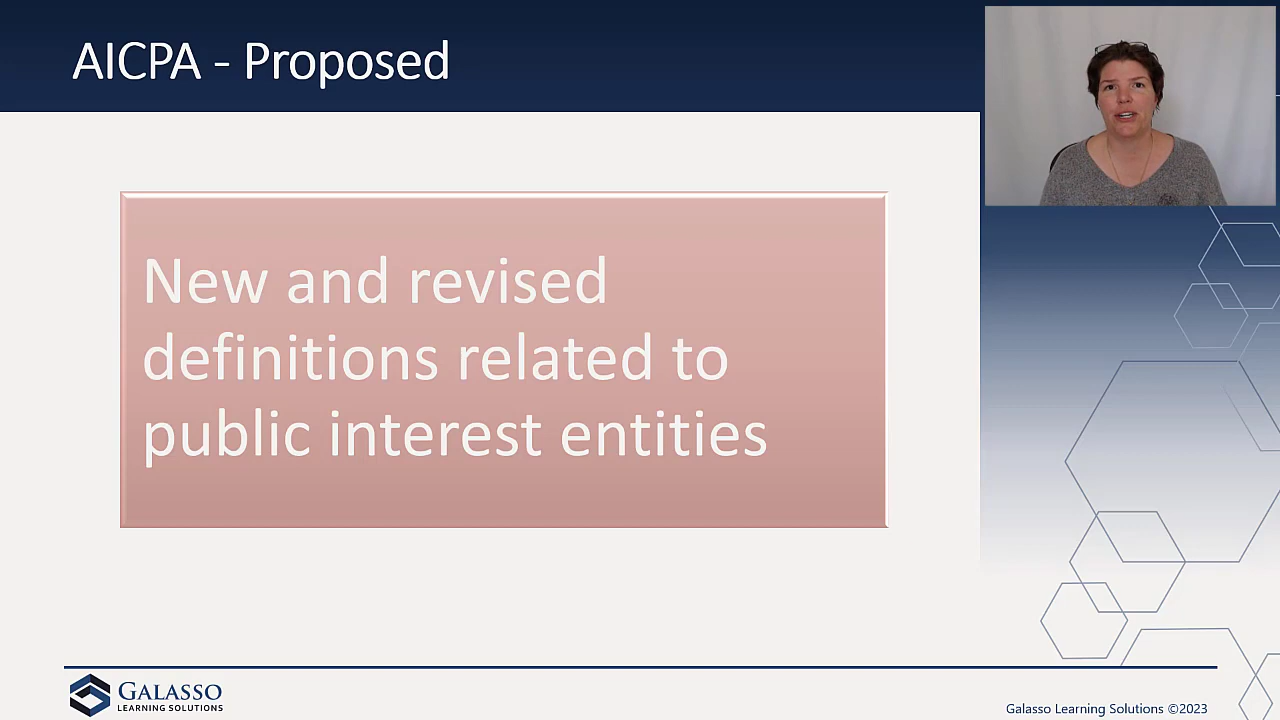 AICPA - Proposed
New and revised
definitions related to
public interest entities
GALASSO
LEARNING SOLUTIONS
Galasso Learning Solutions ©2023